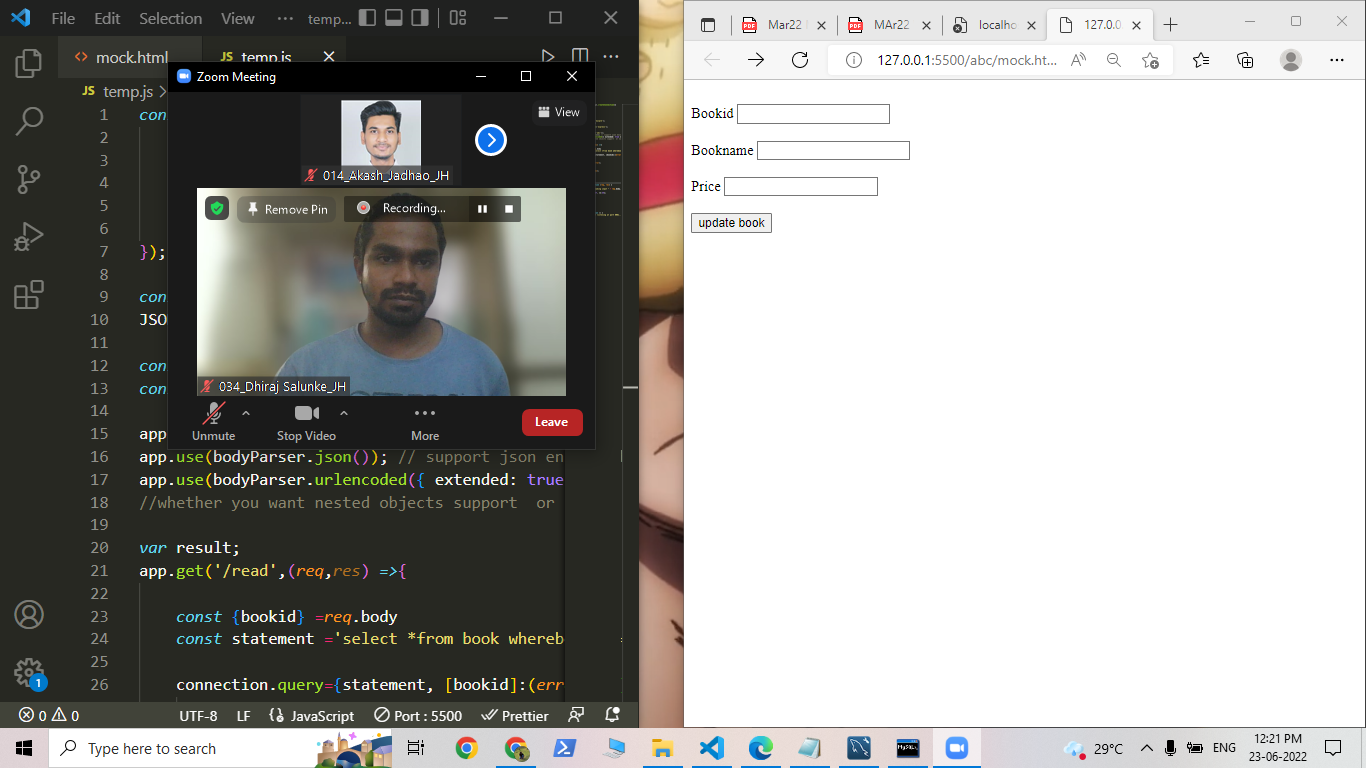 File Edit Selection View ··· temp...
mock.html
JS temp.js
JS temp.js
1 con
2
3
4
5
6
7 });
8
9 con
10 JSO
11
12 con
13 con
14
15 app
16 app.use(bodyParser.json()); // support json en
17 app.use(bodyParser.urlencoded({ extended: true
18 //whether you want nested objects support or
19
20 var result;
21 app.get('/read',(req,res) =>{
22
23 const {bookid} =req.body
24 const statement ='select *from book whereb
25
26 connection.query={statement, [bookid]:(err
1
0 0 UTF-8 LF JavaScript Port : 5500 Prettier
Zoom Meeting
View
014_Akash_Jadhao_JH
Remove Pin
Recording...
034_Dhiraj Salunke_JH
Unmute Stop Video More Leave
PDF Mar22 PDF MAr22 localho 127.0.0.
127.0.0.1:5500/abc/mock.ht...
Bookid
Bookname
Price
update book
Type here to search
MySQL
29°C ENG
12:21 PM
23-06-2022